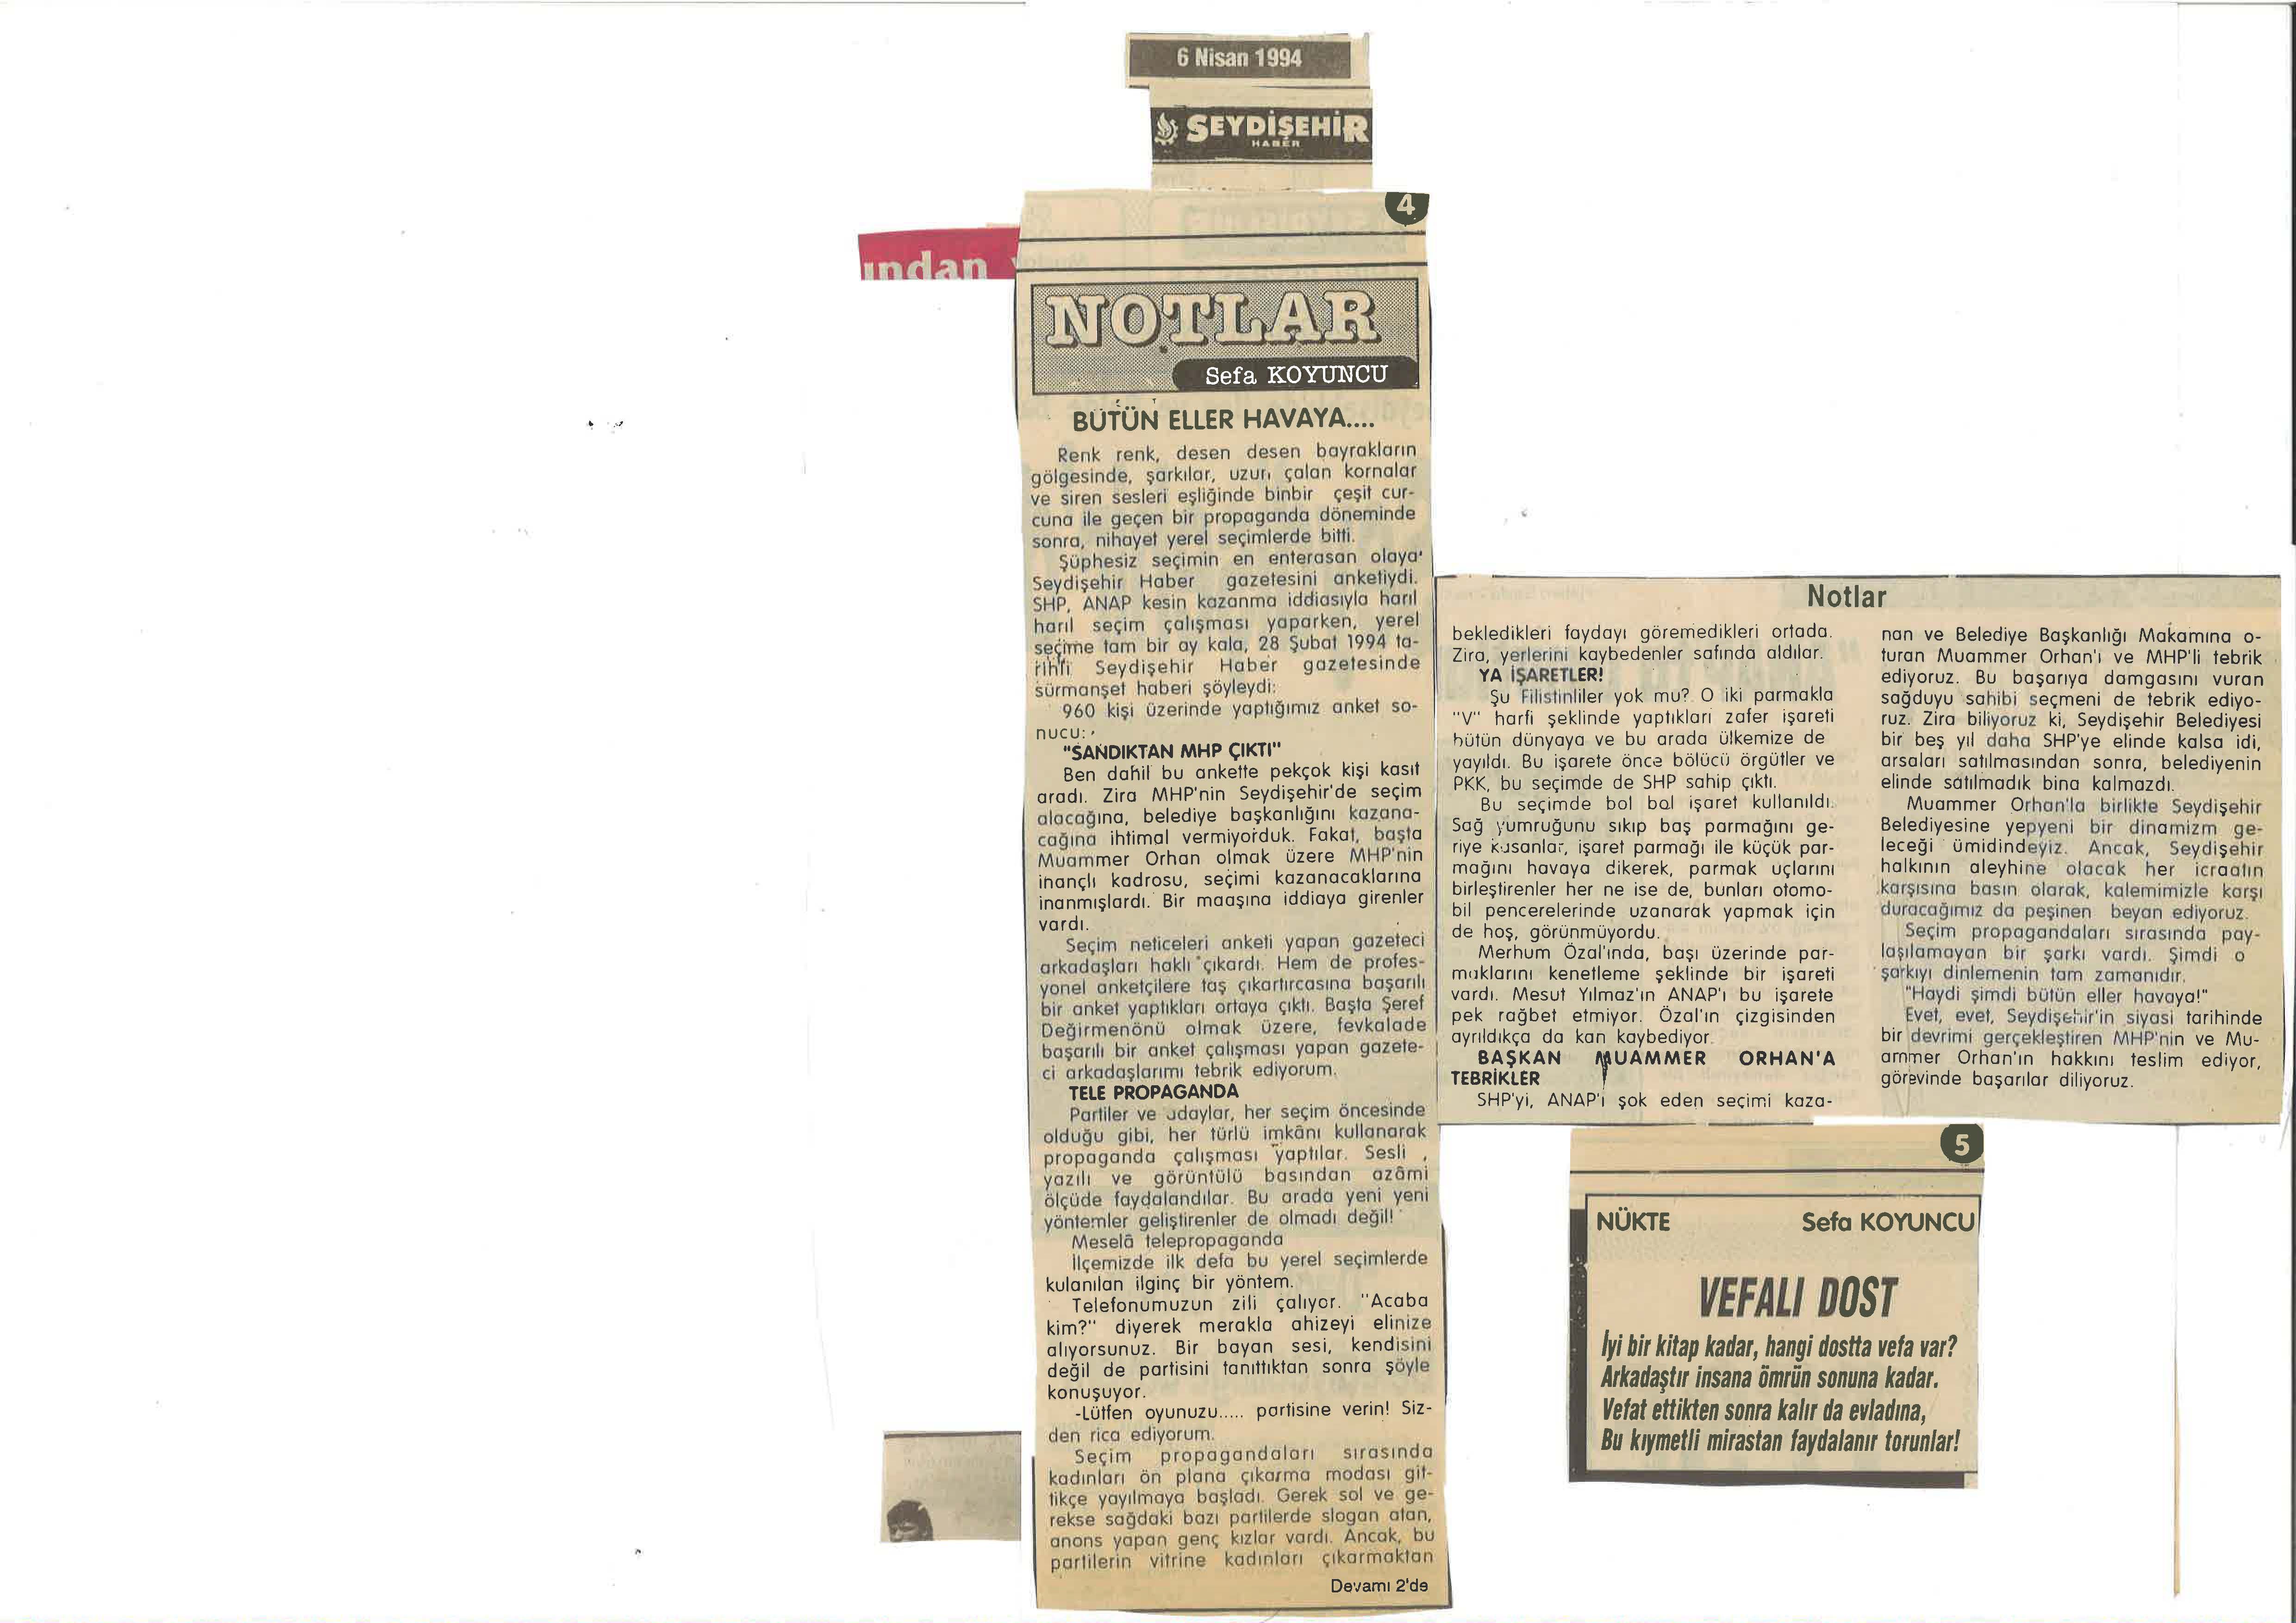 6 Nisan 1994
SEYDİŞEHİR
HABER
4
ından
NOTLAR
Sefa KOYUNCU
BÜTÜN ELLER HAVAYA....
Renk renk, desen desen bayrakların
gölgesinde, şarkılar, uzun çalan kornalar
ve siren sesleri eşliğinde binbir çeşit cur-
cuna ile geçen bir propaganda döneminde
sonra, nihayet yerel seçimlerde bitti.
Şüphesiz seçimin en enterasan olaya
Seydişehir Haber gazetesini anketiydi.
SHP, ANAP kesin kazanma iddiasıyla harıl
harıl seçim çalışması yaparken, yerel
seçime tam bir ay kala, 28 Şubat 1994 ta-
rihli Seydişehir Haber gazetesinde
sürmanşet haberi şöyleydi:
960 kişi üzerinde yaptığımız anket so-
nucu:
"SANDIKTAN MHP ÇIKTI"
Ben dahil bu ankette pekçok kişi kasıt
aradı. Zira MHP'nin Seydişehir'de seçim
alacağına, belediye başkanlığını kazana-
cağına ihtimal vermiyorduk. Fakat, başta
Muammer Orhan olmak üzere MHP'nin
inançlı kadrosu, seçimi kazanacaklarına
inanmışlardı. Bir maaşına iddiaya girenler
vardı.
Seçim neticeleri anketi yapan gazeteci
arkadaşları haklı çıkardı. Hem de profes-
yonel anketçilere taş çıkartırcasına başarılı
bir anket yaptıkları ortaya çıktı. Başta Şeref
Değirmenönü olmak üzere, fevkalade
başarılı bir anket çalışması yapan gazete-
ci arkadaşlarımı tebrik ediyorum.
TELE PROPAGANDA
Partiler ve adaylar, her seçim öncesinde
olduğu gibi, her türlü imkânı kullanarak
propaganda çalışması yaptılar. Sesli ,
yazılı ve görüntülü basından azâmi
ölçüde faydalandılar. Bu arada yeni yeni
yöntemler geliştirenler de olmadı değil!
Meselâ telepropaganda
İlçemizde ilk defa bu yerel seçimlerde
kulanılan ilginç bir yöntem.
Telefonumuzun zili çalıyor. "Acaba
kim?" diyerek merakla ahizeyi elinize
alıyorsunuz. Bir bayan sesi, kendisini
değil de partisini tanıttıktan sonra şöyle
konuşuyor.
-Lütfen oyunuzu..... partisine verin! Siz-
den rica ediyorum.
Seçim propagandaları sırasında
kadınları ön plana çıkarma modası git-
tikçe yayılmaya başladı. Gerek sol ve ge-
rekse sağdaki bazı partilerde slogan atan,
anons yapan genç kızlar vardı. Ancak, bu
partilerin vitrine kadınları çıkarmaktan
Devamı 2'de
Notlar
bekledikleri faydayı göremedikleri ortada.
Zira, yerlerini kaybedenler safında aldılar.
YA İŞARETLER!
Şu Filistinliler yok mu? O iki parmakla
"V" harfi şeklinde yaptıkları zafer işareti
bütün dünyaya ve bu arada ülkemize de
yayıldı. Bu işarete önce bölücü örgütler ve
PKK, bu seçimde de SHP sahip çıktı.
Bu seçimde bol bol işaret kullanıldı.
Sağ yumruğunu sıkıp baş parmağını ge-
riye kusanlar, işaret parmağı ile küçük par-
mağını havaya dikerek, parmak uçlarını
birleştirenler her ne ise de, bunları otomo-
bil pencerelerinde uzanarak yapmak için
de hoş, görünmüyordu.
Merhum Özal'ında, başı üzerinde par-
maklarını kenetleme şeklinde bir işareti
vardı. Mesut Yılmaz'ın ANAP'ı bu işarete
pek rağbet etmiyor. Özal'ın çizgisinden
ayrıldıkça da kan kaybediyor.
BAŞKAN MUAMMER ORHAN'A
TEBRİKLER
SHP'yi, ANAP'ı şok eden seçimi kaza-
nan ve Belediye Başkanlığı Makamına o-
turan Muammer Orhan'ı ve MHP'li tebrik
ediyoruz. Bu başarıya damgasını vuran
sağduyu sahibi seçmeni de tebrik ediyo-
ruz. Zira biliyoruz ki, Seydişehir Belediyesi
bir beş yıl daha SHP'ye elinde kalsa idi,
arsaları satılmasından sonra, belediyenin
elinde satılmadık bina kalmazdı.
Muammer Orhan'la birlikte Seydişehir
Belediyesine yepyeni bir dinamizm ge-
leceği ümidindeyiz. Ancak, Seydişehir
halkının aleyhine olacak her icraatın
karşısına basın olarak, kalemimizle karşı
duracağımız da peşinen beyan ediyoruz.
Seçim propagandaları sırasında pay-
laşılamayan bir şarkı vardı. Şimdi o
şarkıyı dinlemenin tam zamanıdır.
"Haydi şimdi bütün eller havaya!"
Evet, evet, Seydişehir'in siyasi tarihinde
bir devrimi gerçekleştiren MHP'nin ve Mu-
ammer Orhan'ın hakkını teslim ediyor,
görevinde başarılar diliyoruz.
5
NÜKTE Sefa KOYUNCU
VEFALI DOST
İyi bir kitap kadar, hangi dostta vefa var?
Arkadaştır insana ömrün sonuna kadar.
Vefat ettikten sonra kalır da evladına,
Bu kıymetli mirastan faydalanır torunlar!